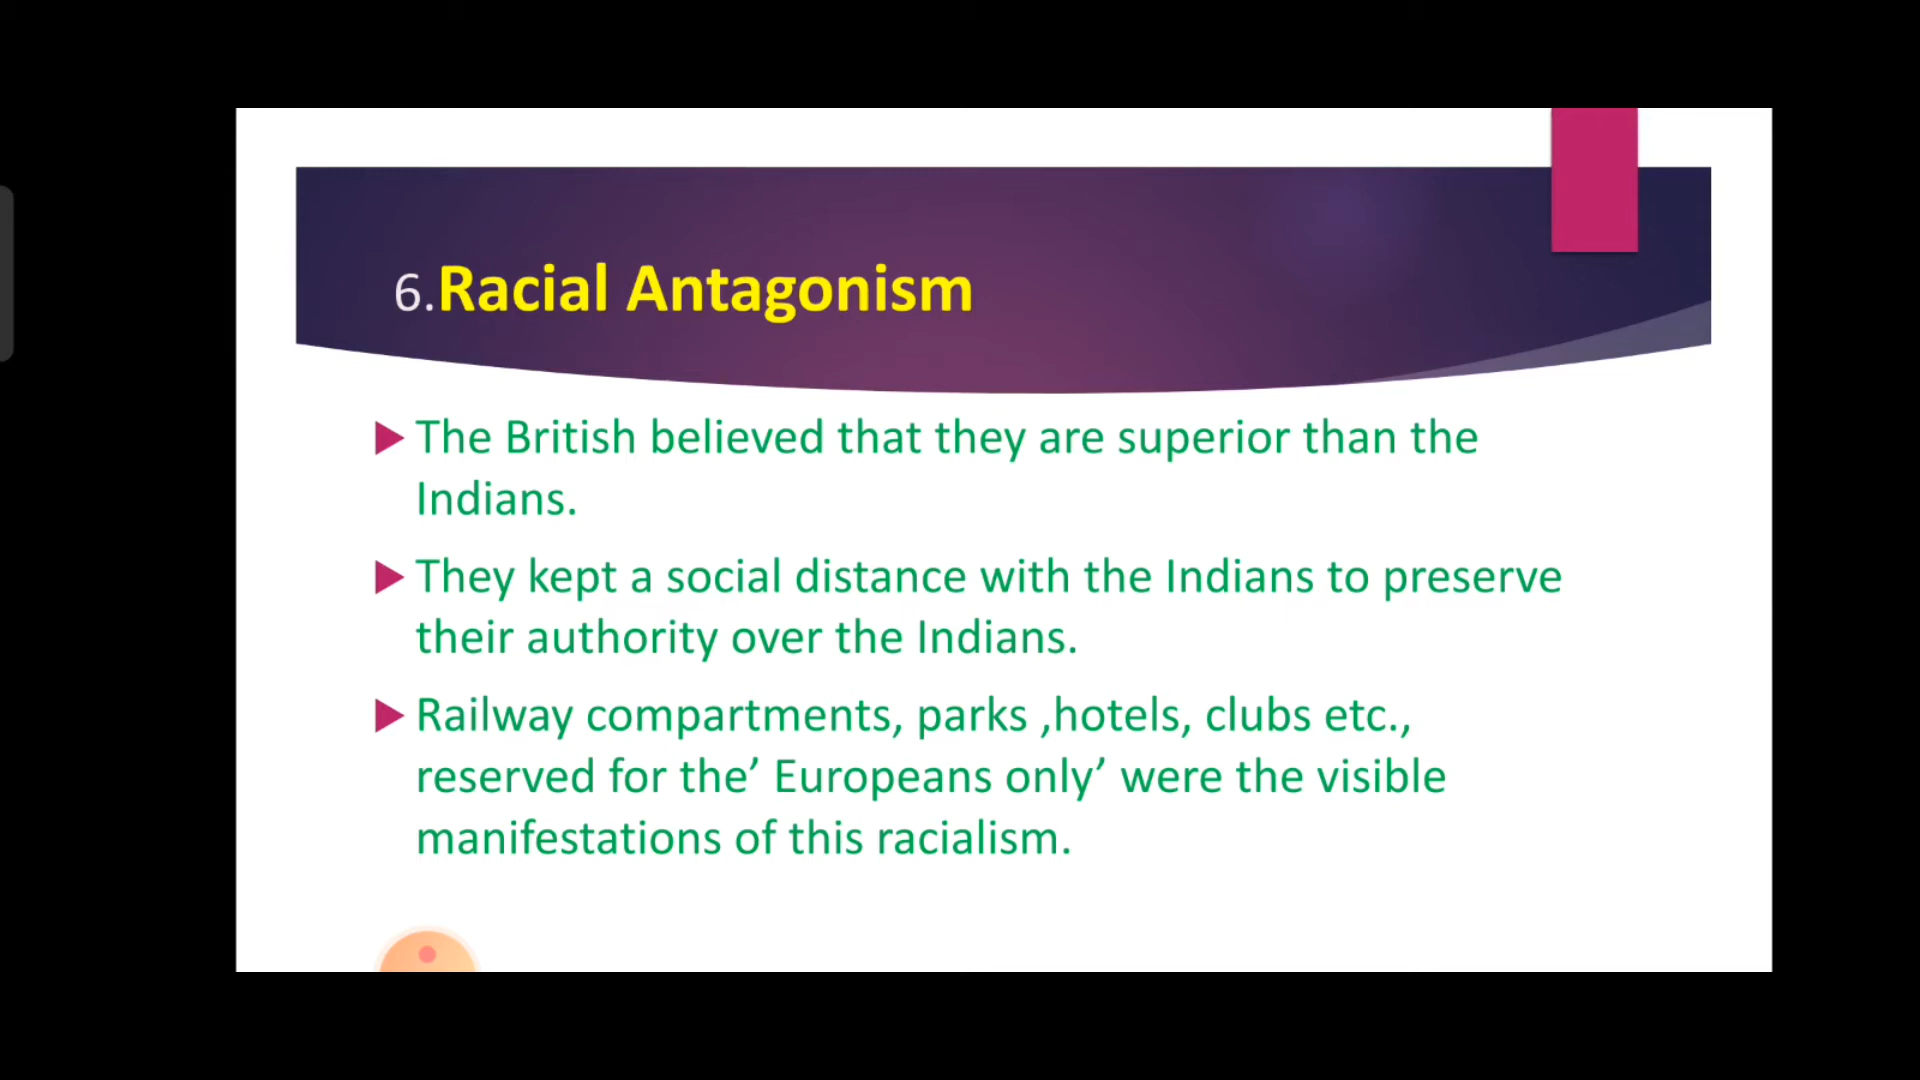 6.Racial Antagonism
The British believed that they are superior than the
Indians.
They kept a social distance with the Indians to preserve
their authority over the Indians.
Railway compartments, parks ,hotels, clubs etc.,
reserved for the’ Europeans only’ were the visible
manifestations of this racialism.